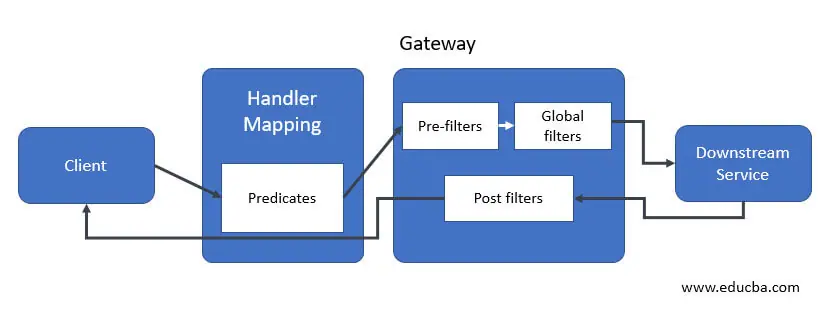 Gateway
Handler
Mapping
Client
Predicates
Pre-filters
Global
filters
Post filters
Downstream
Service
www.educba.com